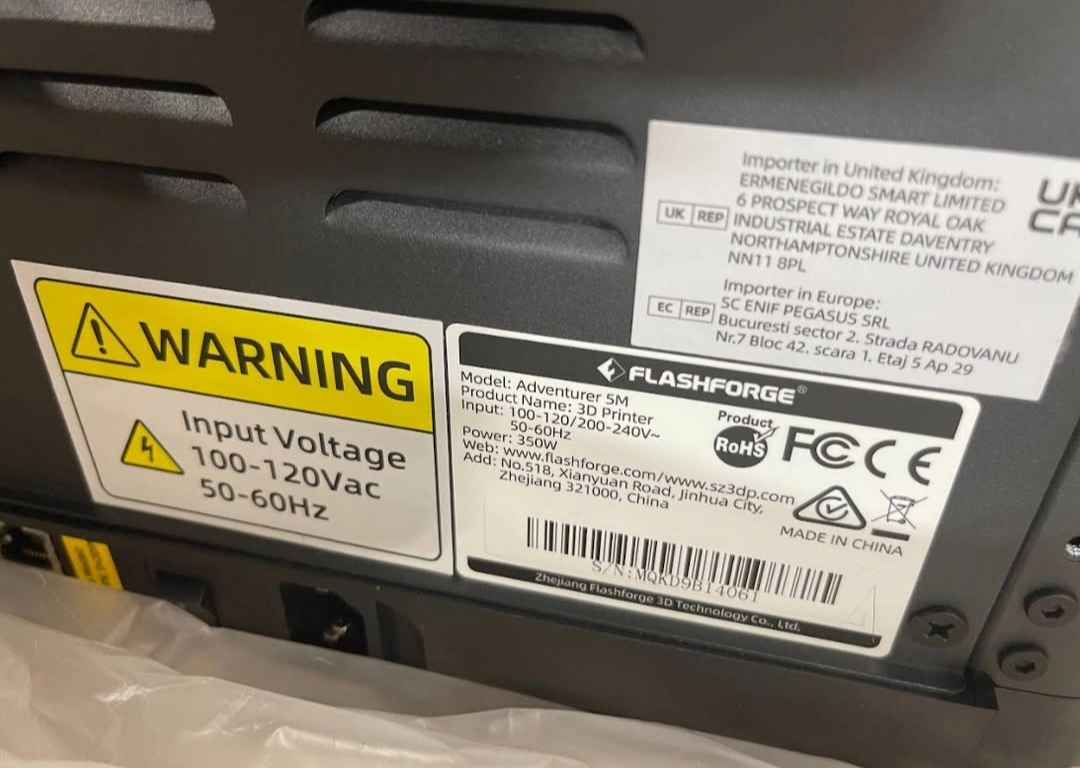 Importer in United Kingdom:
ERMENEGILDO SMART LIMITED
6 PROSPECT WAY ROYAL OAK
UK REP INDUSTRIAL ESTATE DAVENTRY
NORTHAMPTONSHIRE UNITED KINGDOM
NN11 8PL
UK
CA
Importer in Europe:
EC REP SC ENIF PEGASUS SRL
Bucuresti sector 2. Strada RADOVANU
Nr.7 Bloc 42. scara 1. Etaj 5 Ap 29
WARNING
Input Voltage
100-120Vac
50-60Hz
FLASHFORGE®
Model: Adventurer 5M
Product Name: 3D Printer
Input: 100-120/200-240V~
50-60Hz
Power: 350W
Web: www.flashforge.com/www.sz3dp.com
Add: No.518, Xianyuan Road, Jinhua City,
Zhejiang 321000, China
Product
RoHS
FC CE
MADE IN CHINA
S/N:MQKD9B14061
Zhejiang Flashforge 3D Technology Co., Ltd.